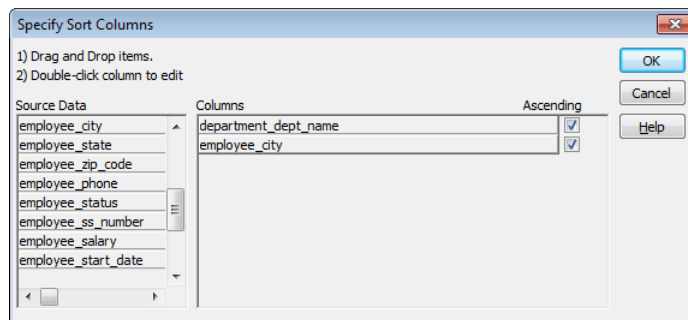 Specify Sort Columns
1) Drag and Drop items.
2) Double-click column to edit
OK
Cancel
Help
Source Data
employee_city
employee_state
employee_zip_code
employee_phone
employee_status
employee_ss_number
employee_salary
employee_start_date
Columns Ascending
department_dept_name
employee_city